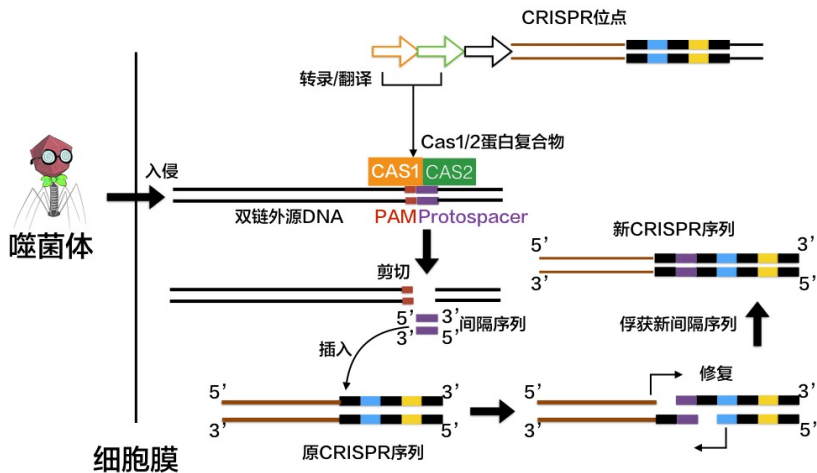 CRISPR位点
转录/翻译
Cas1/2蛋白复合物
CAS1 CAS2
入侵
双链外源DNA
PAM Protospacer
噬菌体
剪切
5’ 3’
3’ 5’
间隔序列
插入
5’ 3’
3’ 5’
原CRISPR序列
细胞膜
新CRISPR序列
5’ 3’
3’ 5’
俘获新间隔序列
修复
5’ 3’
3’ 5’